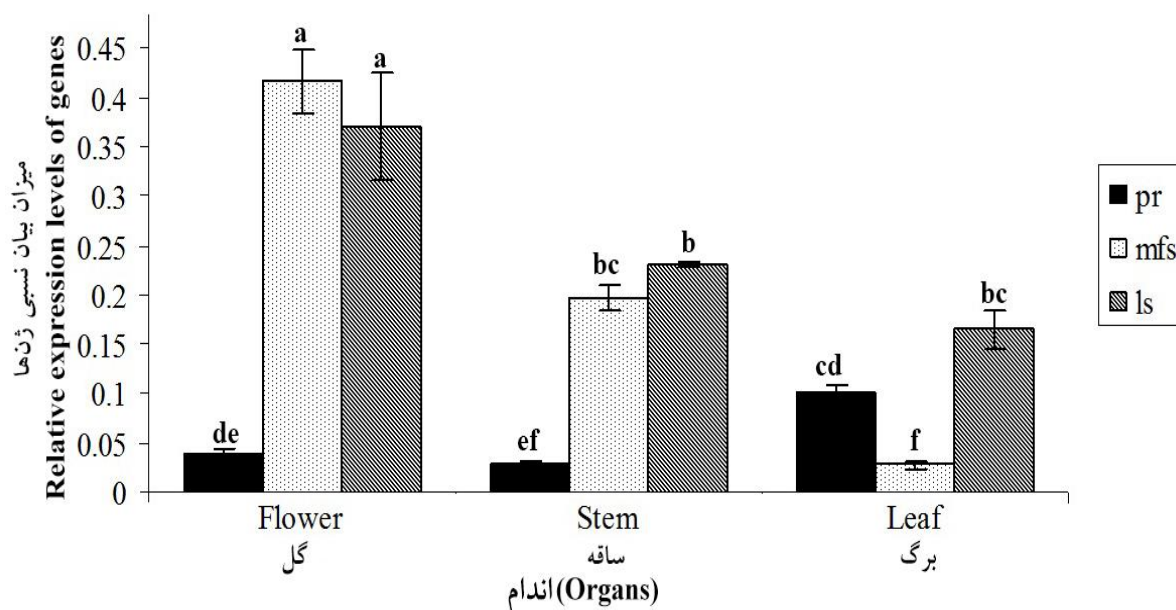 میزان بیان نسبی ژن‌ها
Relative expression levels of genes
0.45
0.4
0.35
0.3
0.25
0.2
0.15
0.1
0.05
0
de
a
a
ef
bc
b
cd
f
bc
Flower
Stem
Leaf
گل
ساقه
برگ
اندام(Organs)
pr
mfs
ls